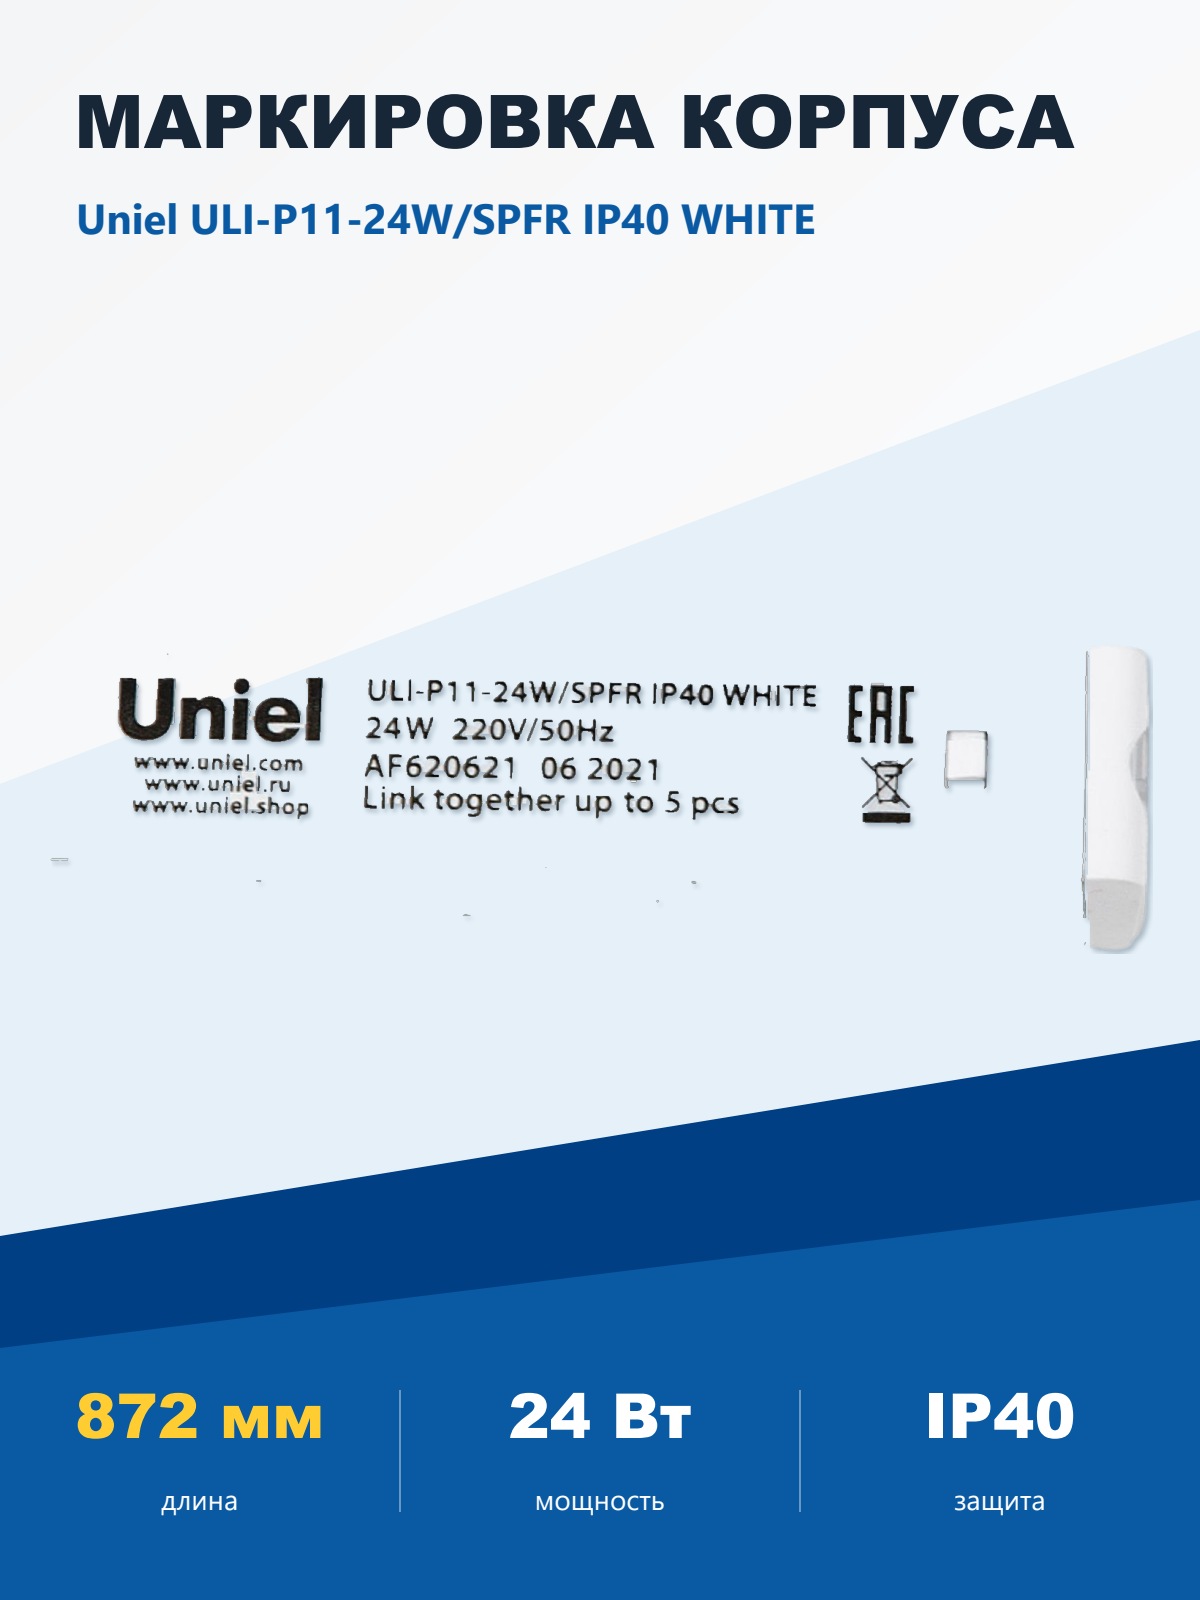 МАРКИРОВКА КОРПУСА
Uniel ULI-P11-24W/SPFR IP40 WHITE
Uniel
www.uniel.com
www.uniel.ru
www.uniel.shop
ULI-P11-24W/SPFR IP40 WHITE
24W 220V/50Hz
AF620621 06 2021
Link together up to 5 pcs
EAC
872 мм
длина
24 Вт
мощность
IP40
защита